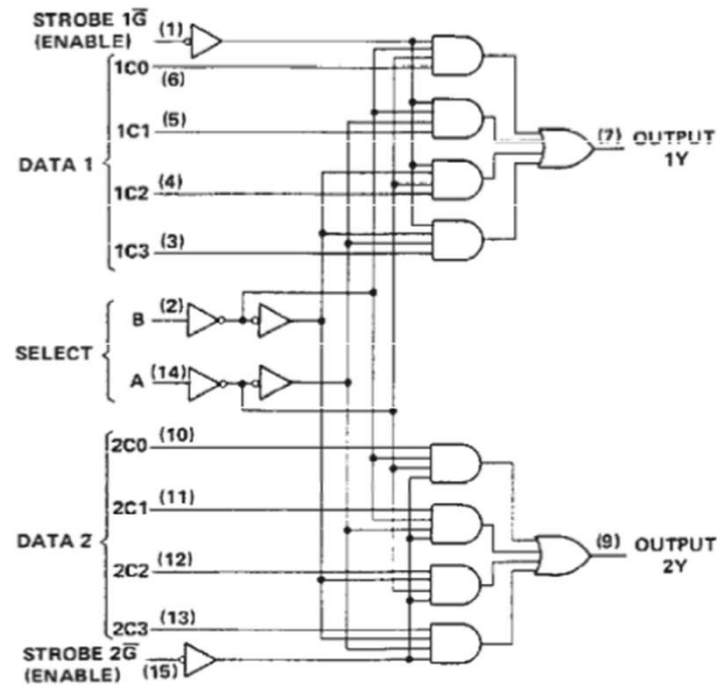 STROBE 1G̅ (1)
(ENABLE)
1C0 (6)
1C1 (5)
DATA 1
1C2 (4)
1C3 (3)
(7) OUTPUT
1Y
B (2)
SELECT
A (14)
2C0 (10)
2C1 (11)
DATA 2
2C2 (12)
2C3 (13)
(9) OUTPUT
2Y
STROBE 2G̅
(ENABLE) (15)